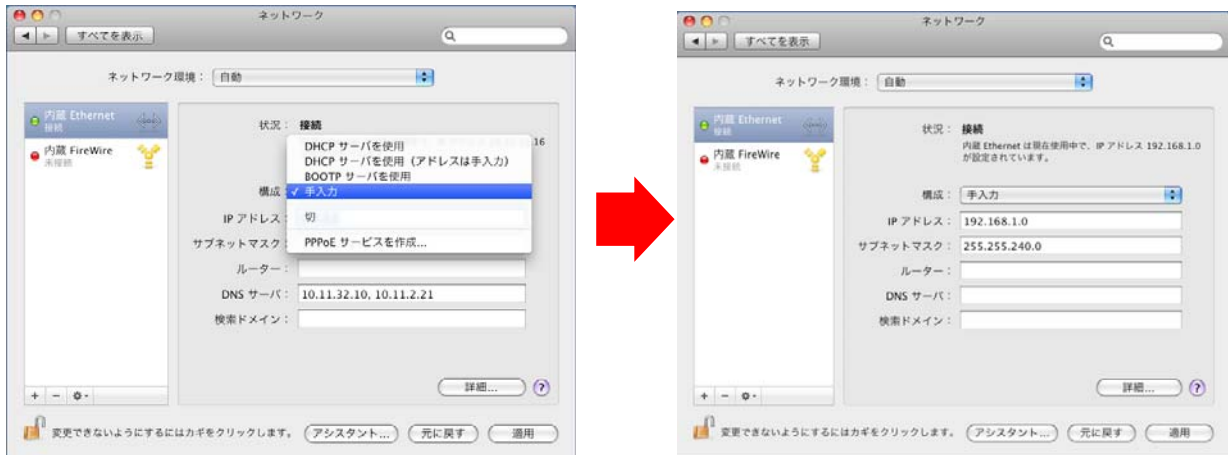 ネットワーク
すべてを表示
ネットワーク環境： 自動
内蔵 Ethernet
接続
内蔵 FireWire
未接続
状況： 接続
16
DHCP サーバを使用
DHCP サーバを使用（アドレスは手入力）
BOOTP サーバを使用
構成： ✓ 手入力
IP アドレス： 切
サブネットマスク： PPPoE サービスを作成...
ルーター：
DNS サーバ： 10.11.32.10, 10.11.2.21
検索ドメイン：
詳細... ?
変更できないようにするにはカギをクリックします。 アシスタント... 元に戻す 適用
ネットワーク
すべてを表示
ネットワーク環境： 自動
内蔵 Ethernet
接続
内蔵 FireWire
未接続
状況： 接続
内蔵 Ethernet は現在使用中で、IP アドレス 192.168.1.0
が設定されています。
構成： 手入力
IP アドレス： 192.168.1.0
サブネットマスク： 255.255.240.0
ルーター：
DNS サーバ：
検索ドメイン：
詳細... ?
変更できないようにするにはカギをクリックします。 アシスタント... 元に戻す 適用